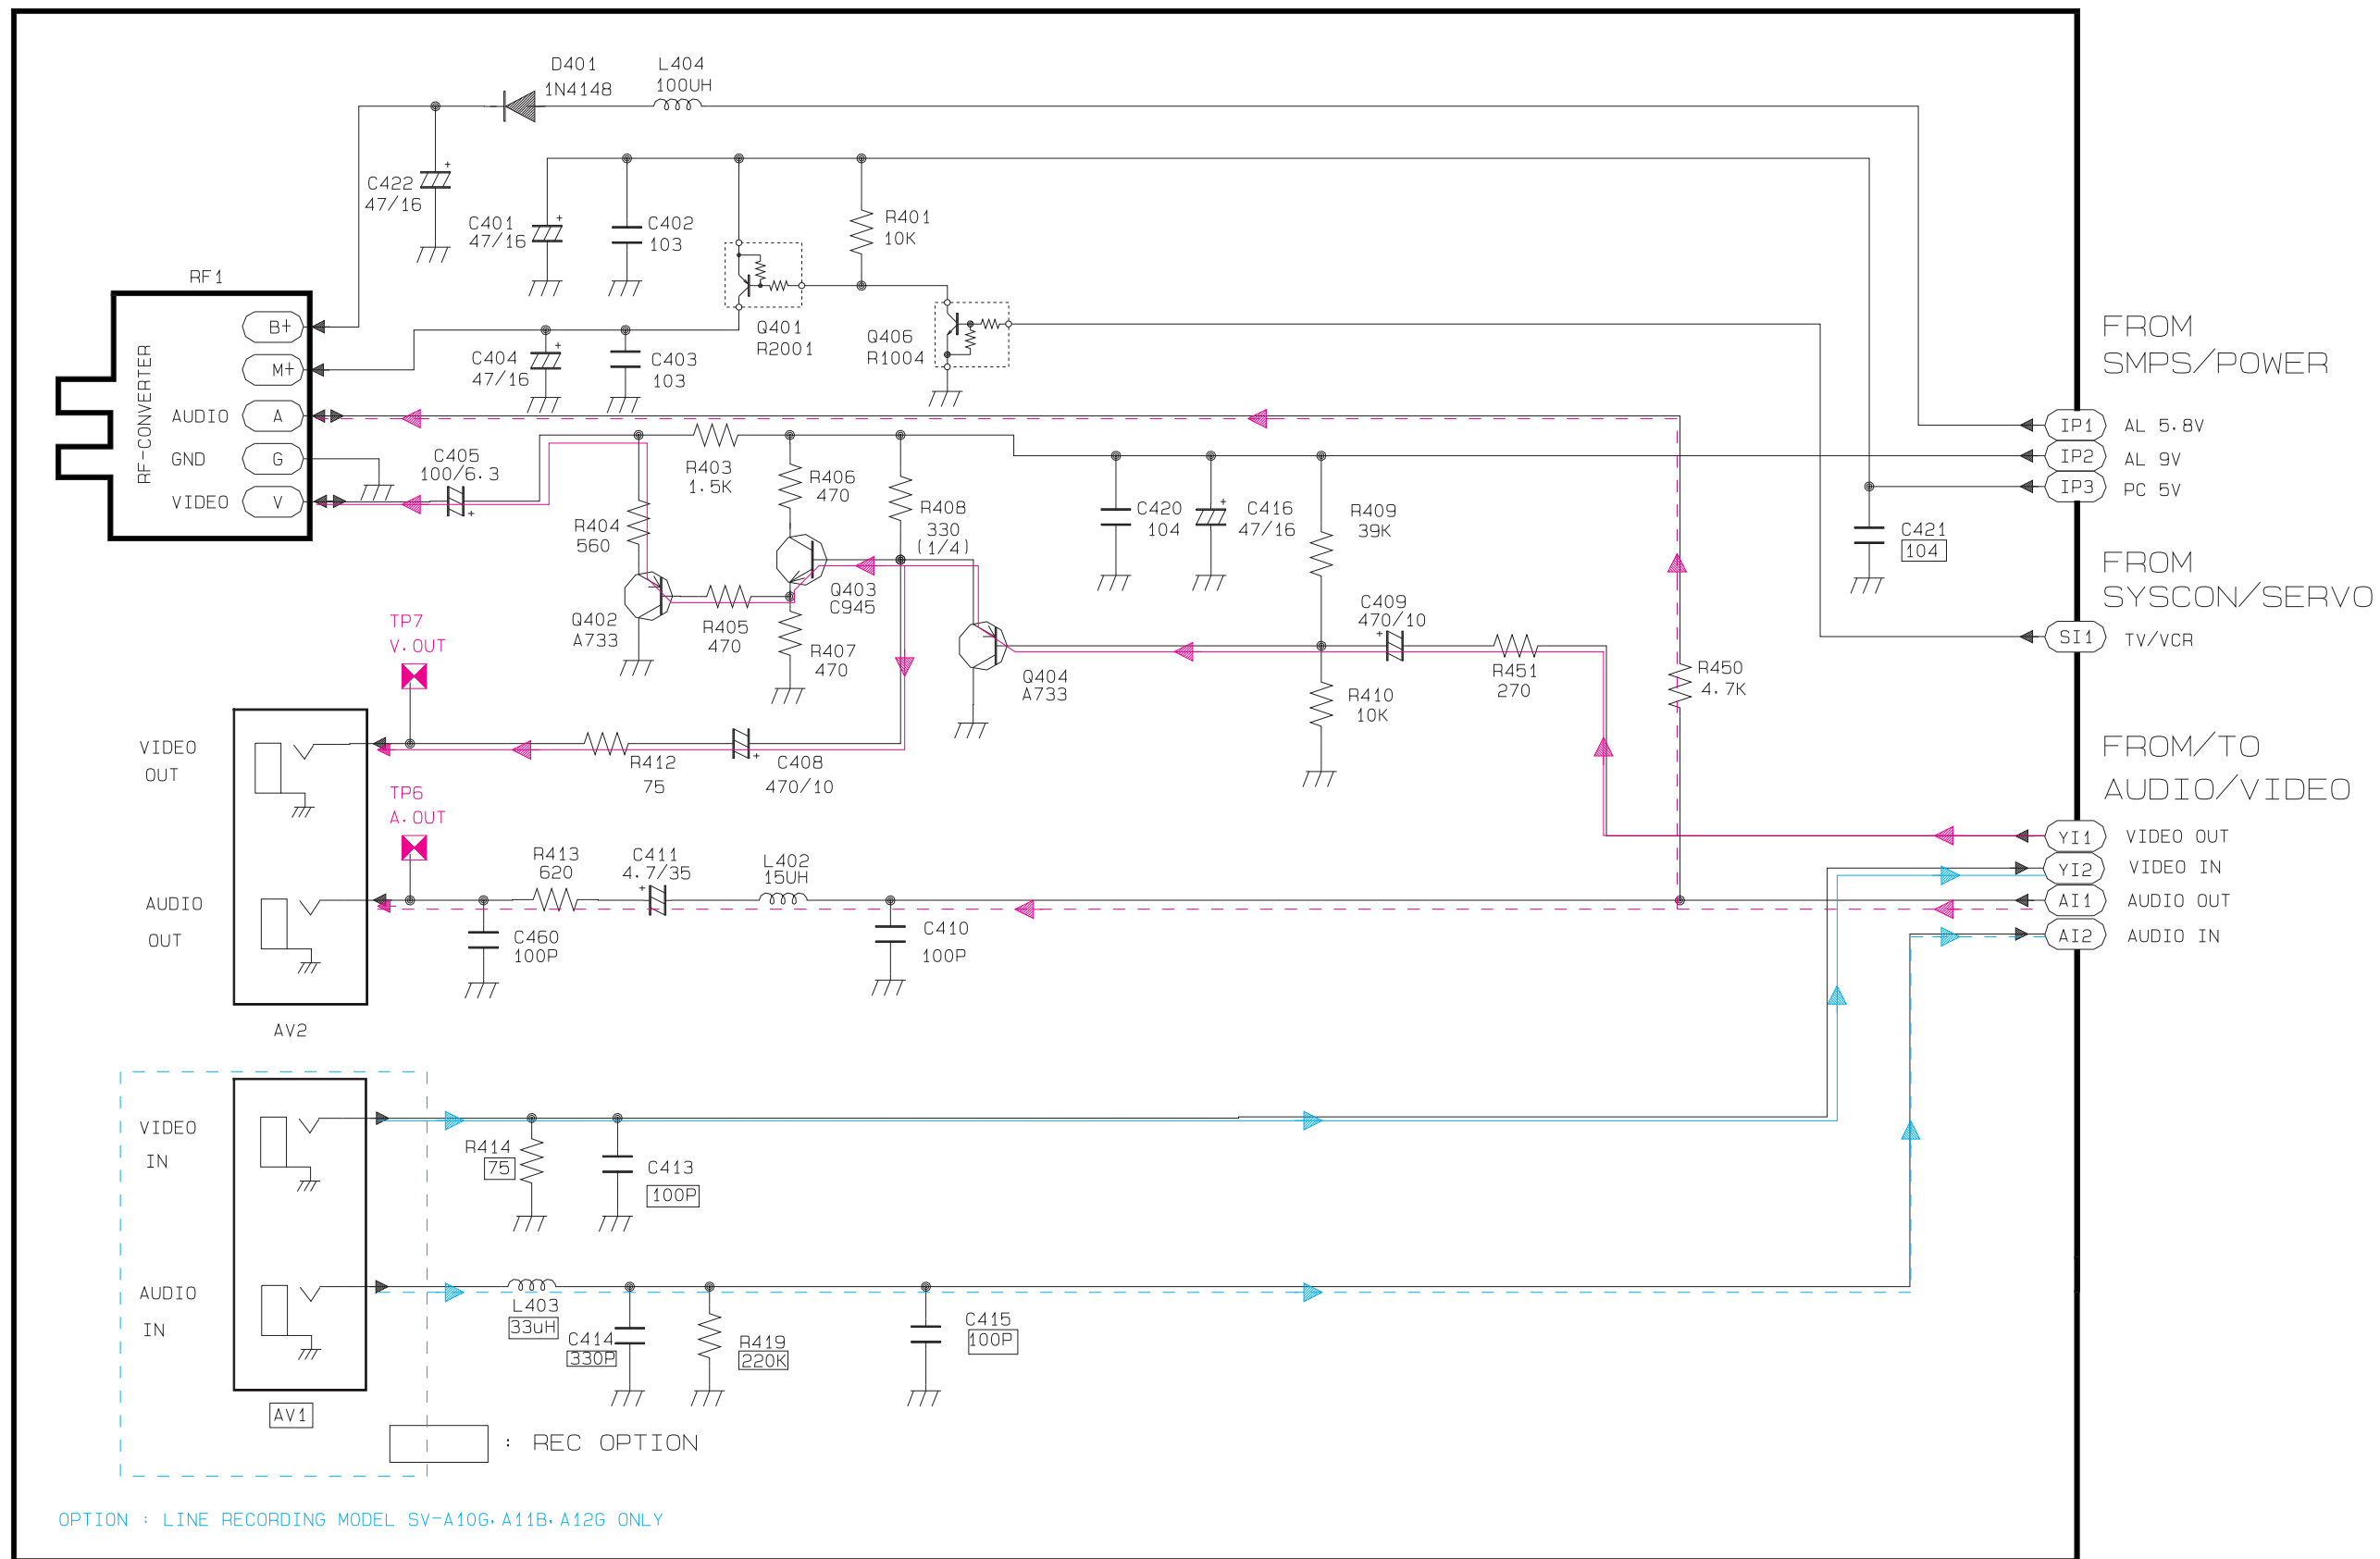 D401
1N4148
L404
100UH
C422
47/16
C401
47/16
C402
103
R401
10K
RF1
RF-CONVERTER
B+
M+
AUDIO
A
GND
G
VIDEO
V
Q401
R2001
Q406
R1004
C404
47/16
C403
103
FROM
SMPS/POWER
IP1
AL 5.8V
IP2
AL 9V
IP3
PC 5V
C405
100/6.3
R403
1.5K
R406
470
R408
330
(1/4)
C420
104
C416
47/16
R409
39K
C421
104
R404
560
Q403
C945
Q402
A733
R405
470
R407
470
C409
470/10
R451
270
FROM
SYSCON/SERVO
SI1
TV/VCR
Q404
A733
R410
10K
R450
4.7K
TP7
V.OUT
VIDEO
OUT
R412
75
C408
470/10
FROM/TO
AUDIO/VIDEO
TP6
A.OUT
YI1
VIDEO OUT
YI2
VIDEO IN
AI1
AUDIO OUT
AI2
AUDIO IN
R413
620
C411
4.7/35
L402
15UH
AUDIO
OUT
C460
100P
C410
100P
AV2
VIDEO
IN
R414
75
C413
100P
AUDIO
IN
L403
33uH
C414
330P
R419
220K
C415
100P
AV1
: REC OPTION
OPTION : LINE RECORDING MODEL SV-A10G, A11B, A12G ONLY